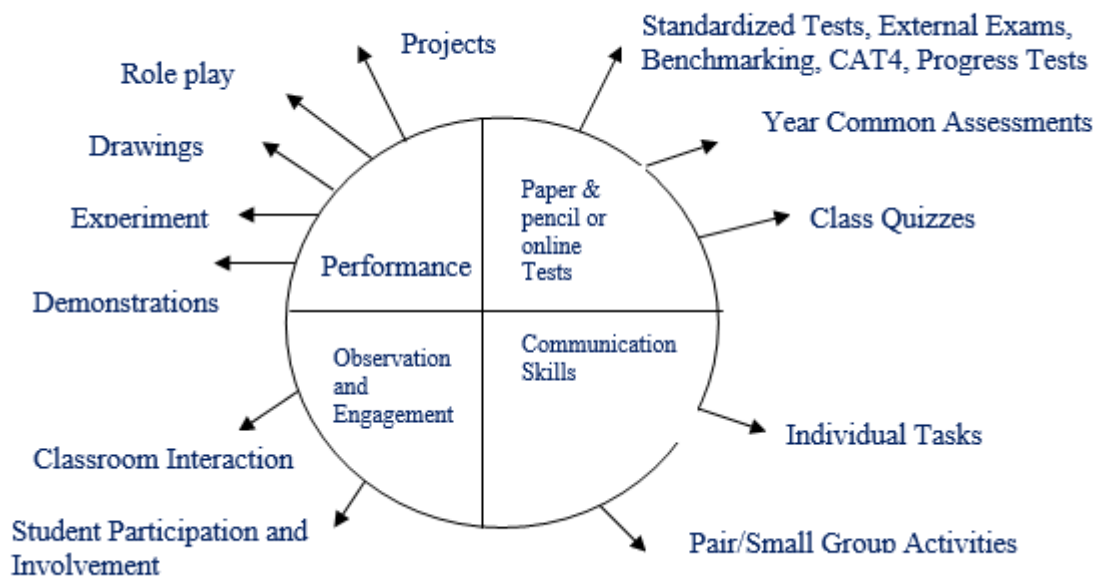 Projects
Standardized Tests, External Exams,
Benchmarking, CAT4, Progress Tests
Role play
Year Common Assessments
Drawings
Paper &
pencil or
online
Tests
Experiment
Class Quizzes
Performance
Demonstrations
Observation
and
Engagement
Communication
Skills
Individual Tasks
Classroom Interaction
Student Participation and
Involvement
Pair/Small Group Activities